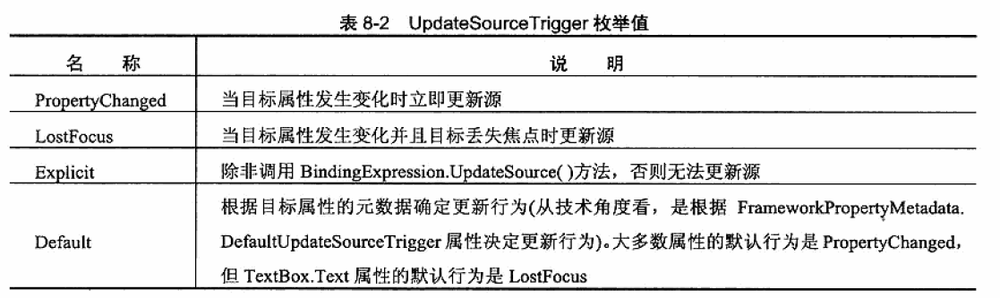 表 8-2 UpdateSourceTrigger 枚举值
名 称 说 明
PropertyChanged 当目标属性发生变化时立即更新源
LostFocus 当目标属性发生变化并且目标丢失焦点时更新源
Explicit 除非调用 BindingExpression.UpdateSource( )方法，否则无法更新源
根据目标属性的元数据确定更新行为(从技术角度看，是根据 FrameworkPropertyMetadata.
Default DefaultUpdateSourceTrigger 属性决定更新行为)。大多数属性的默认行为是 PropertyChanged，
但 TextBox.Text 属性的默认行为是 LostFocus